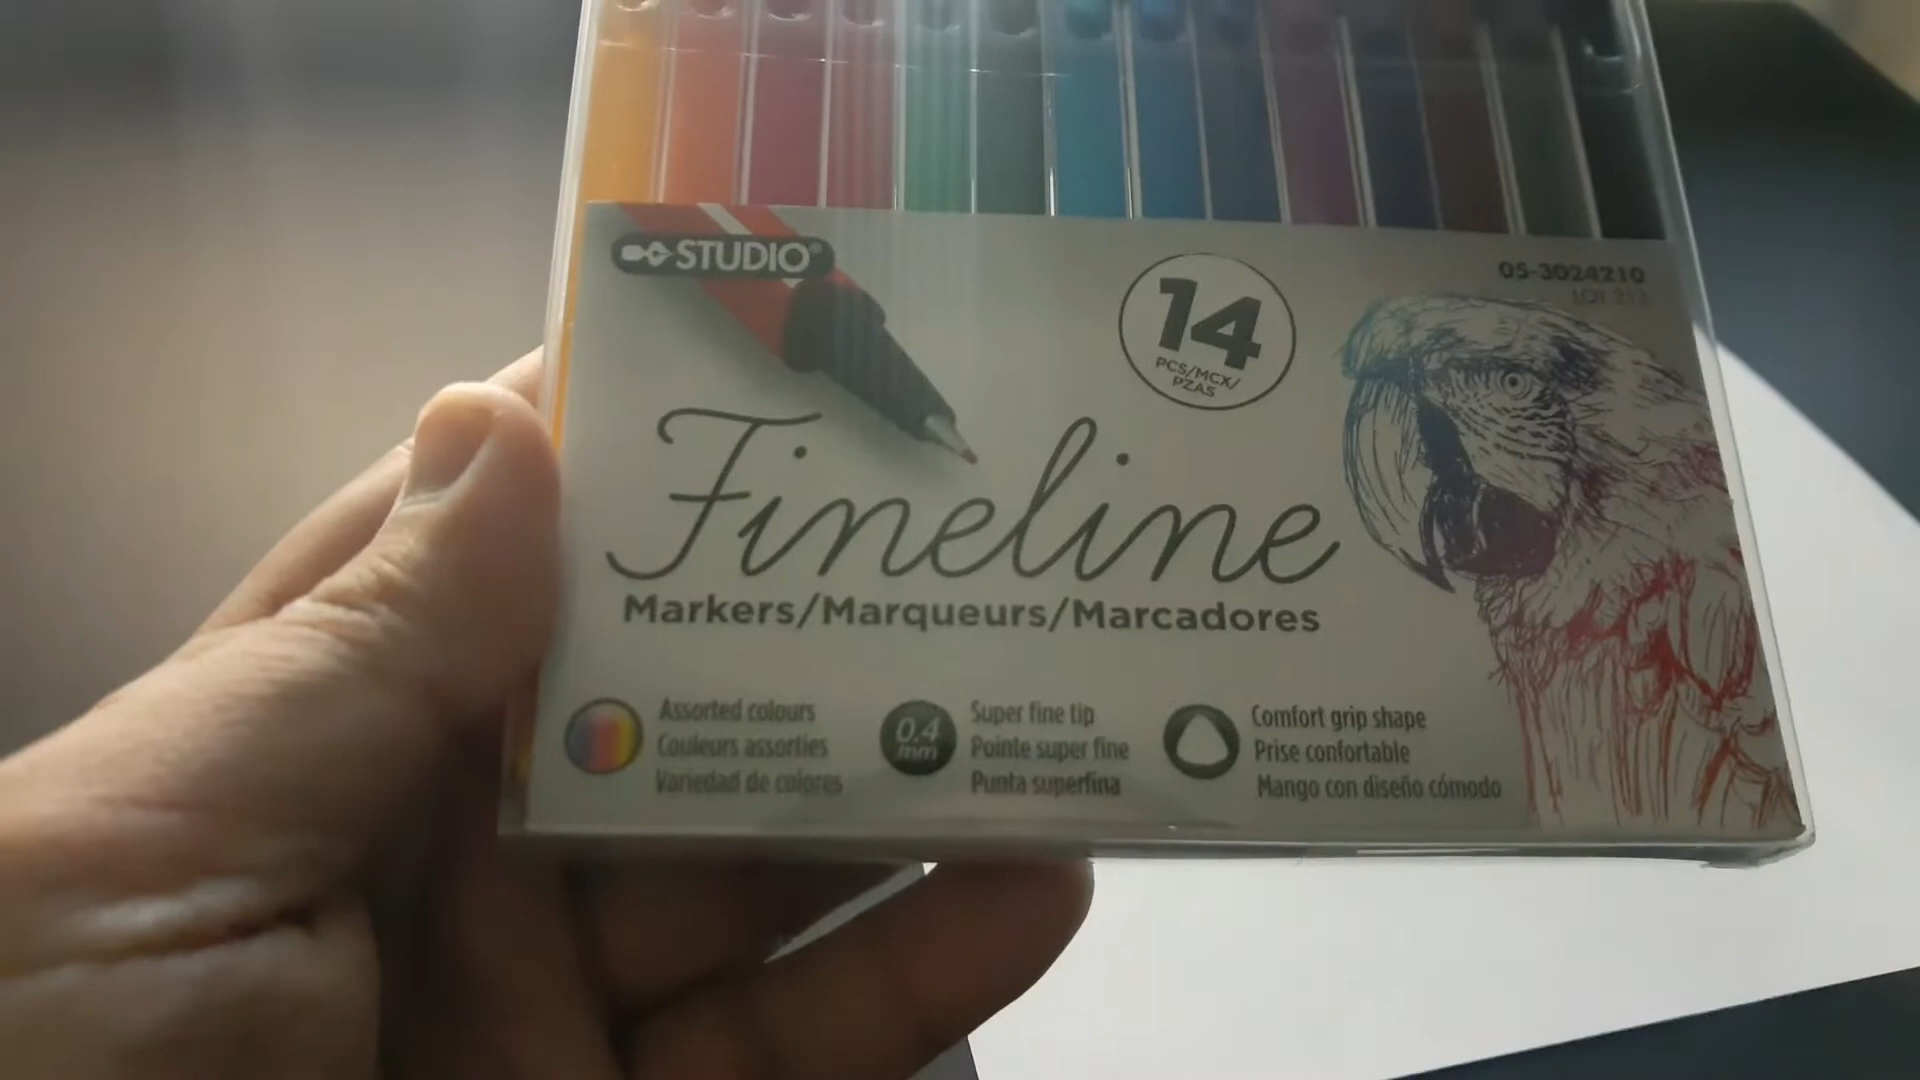 STUDIO®
14
PCS/MCX/
PZAS
05-3024210
LOT 213
Fineline
Markers/Marqueurs/Marcadores
Assorted colours
Couleurs assorties
Variedad de colores
0.4
mm
Super fine tip
Pointe super fine
Punta superfina
Comfort grip shape
Prise confortable
Mango con diseño cómodo